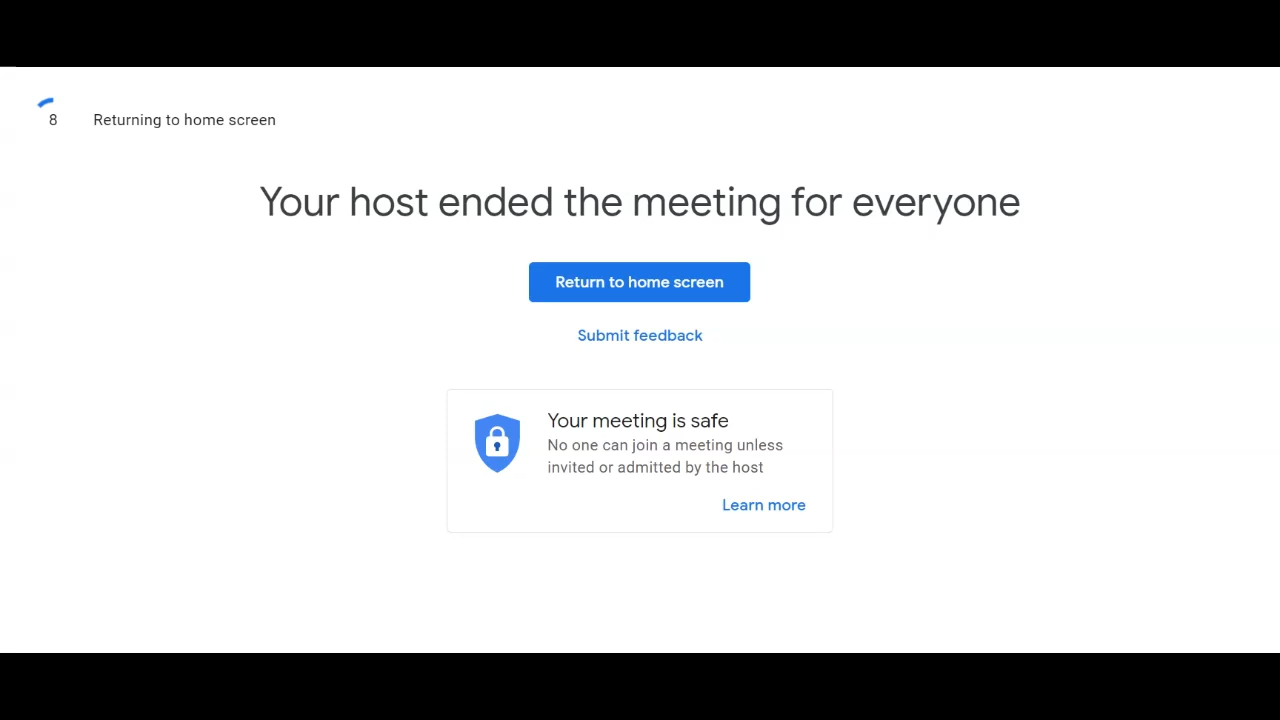 8
Returning to home screen
Your host ended the meeting for everyone
Return to home screen
Submit feedback
Your meeting is safe
No one can join a meeting unless
invited or admitted by the host
Learn more